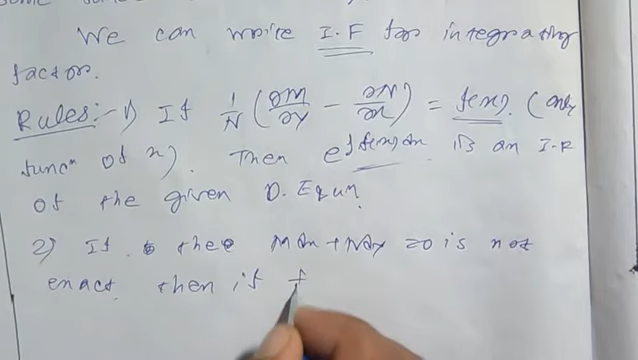 We can write I.F for integrating
factor.
Rules:- 1) If 1/N (∂M/∂y - ∂N/∂x) = f(x). (only
funcⁿ of x). Then e^∫f(x)dx is an I.F
of the given D. Equn.
2) If the Mdx + Ndy = 0 is not
exact. then if